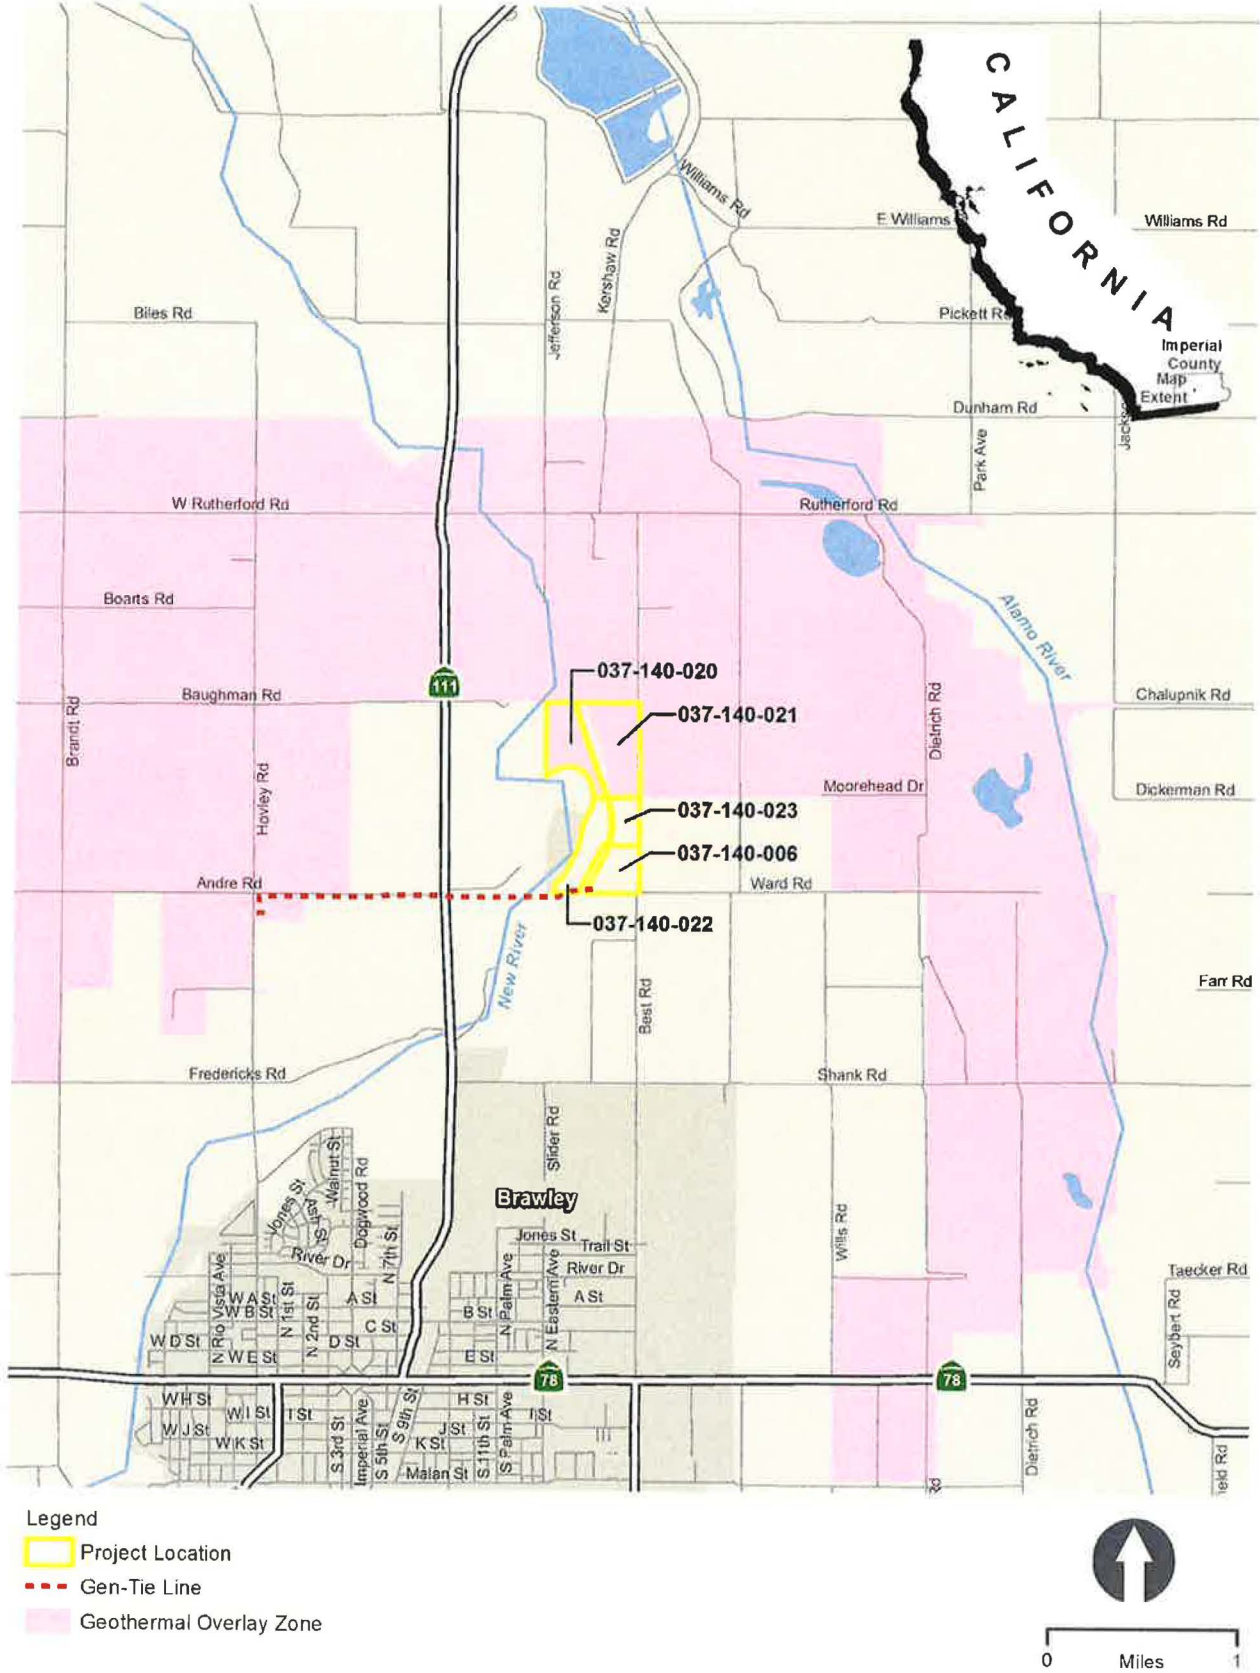 CALIFORNIA
Williams Rd
E Williams
Williams Rd
Kershaw Rd
Jefferson Rd
Biles Rd
Pickett R
Imperial
County
Map
Extent
Dunham Rd
Jacks
Park Ave
W Rutherford Rd
Rutherford Rd
Boarts Rd
Alamo River
037-140-020
111
Baughman Rd
Chalupnik Rd
037-140-021
Brandt Rd
Dietrich Rd
Hovley Rd
Moorehead Dr
Dickerman Rd
037-140-023
037-140-006
Andre Rd
Ward Rd
037-140-022
New River
Best Rd
Farr Rd
Fredericks Rd
Shank Rd
Slider Rd
Walnut St
Jones St
Ash St
Dogwood Rd
Brawley
N 7th St
Jones St
Trail St
Wills Rd
River Dr
River Dr
Taecker Rd
N Rio Vista Ave
W A St
N 1st St
N 2nd St
A St
N Palm Ave
N Eastern Ave
A St
W B St
B St
Seybert Rd
C St
W D St
D St
W E St
E St
78
78
W H St
H St
W I St
I St
I St
S 9th St
W J St
J St
S 3rd St
Imperial Ave
S 5th St
S 11th St
S Palm Ave
Dietrich Rd
W K St
K St
Malan St
Rd
ield Rd
Legend
Project Location
Gen-Tie Line
Geothermal Overlay Zone
0 Miles 1